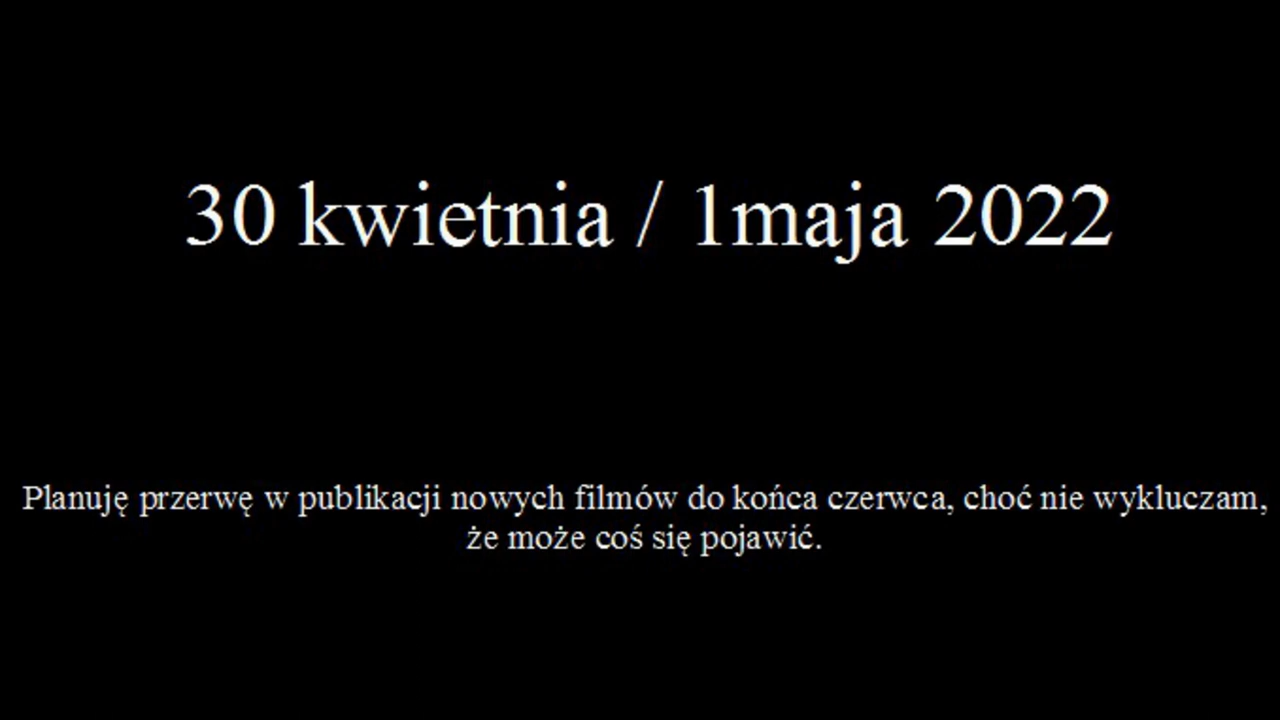 30 kwietnia / 1maja 2022
Planuję przerwę w publikacji nowych filmów do końca czerwca, choć nie wykluczam,
że może coś się pojawić.